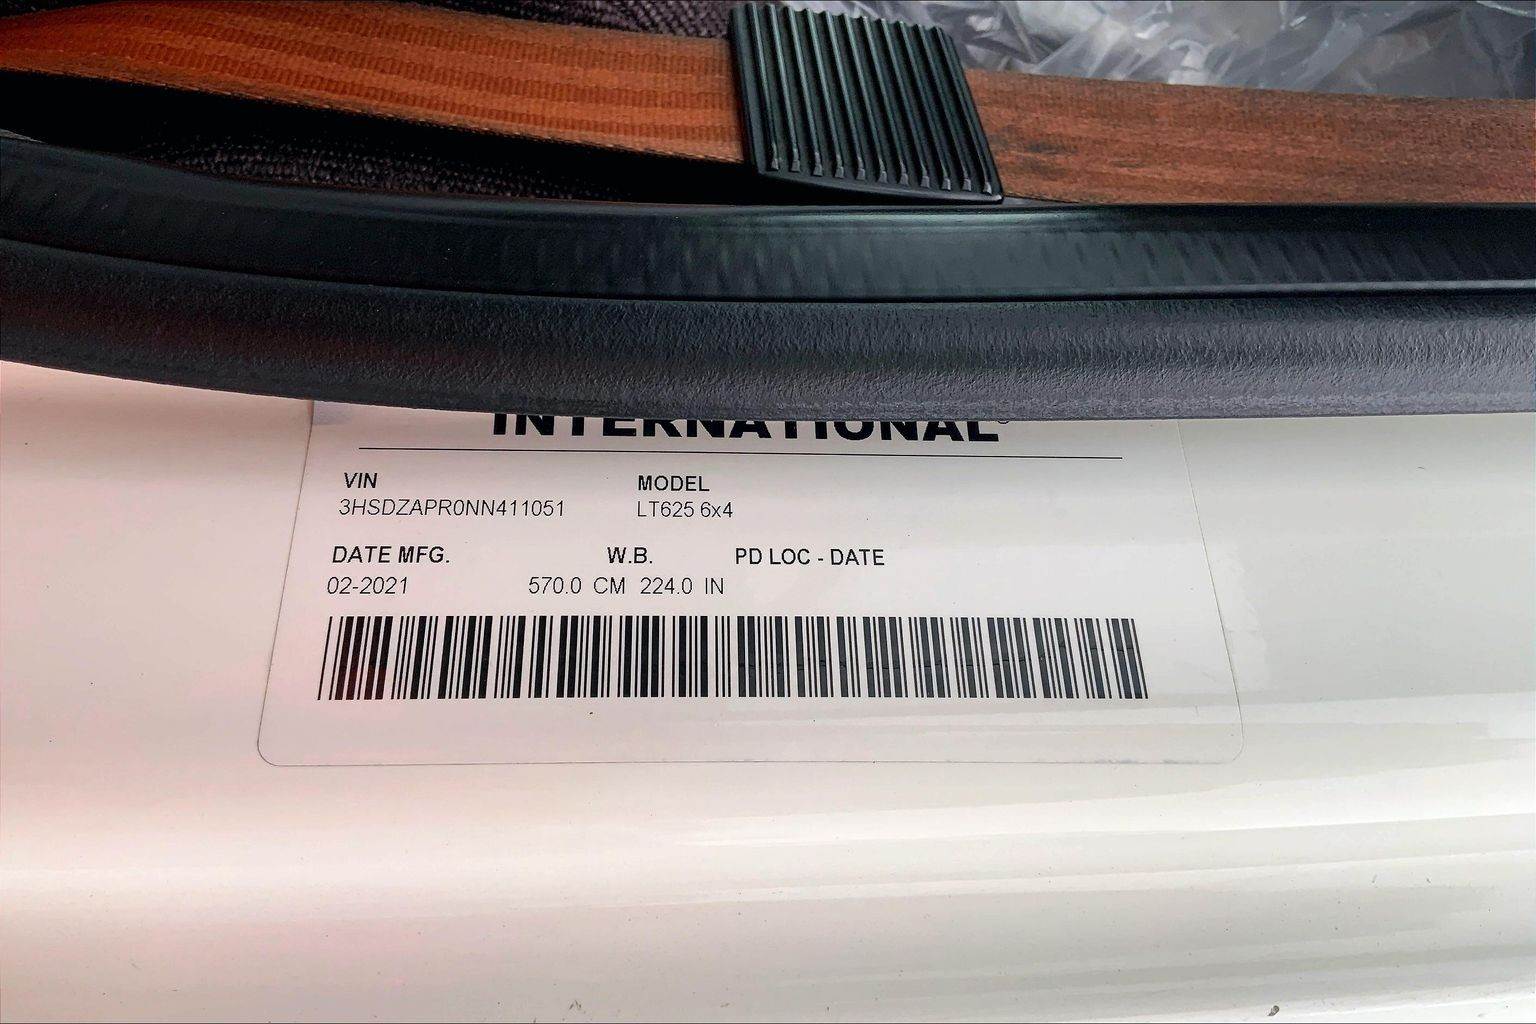 INTERNATIONAL®
VIN MODEL
3HSDZAPR0NN411051 LT625 6x4
DATE MFG. W.B. PD LOC - DATE
02-2021 570.0 CM 224.0 IN